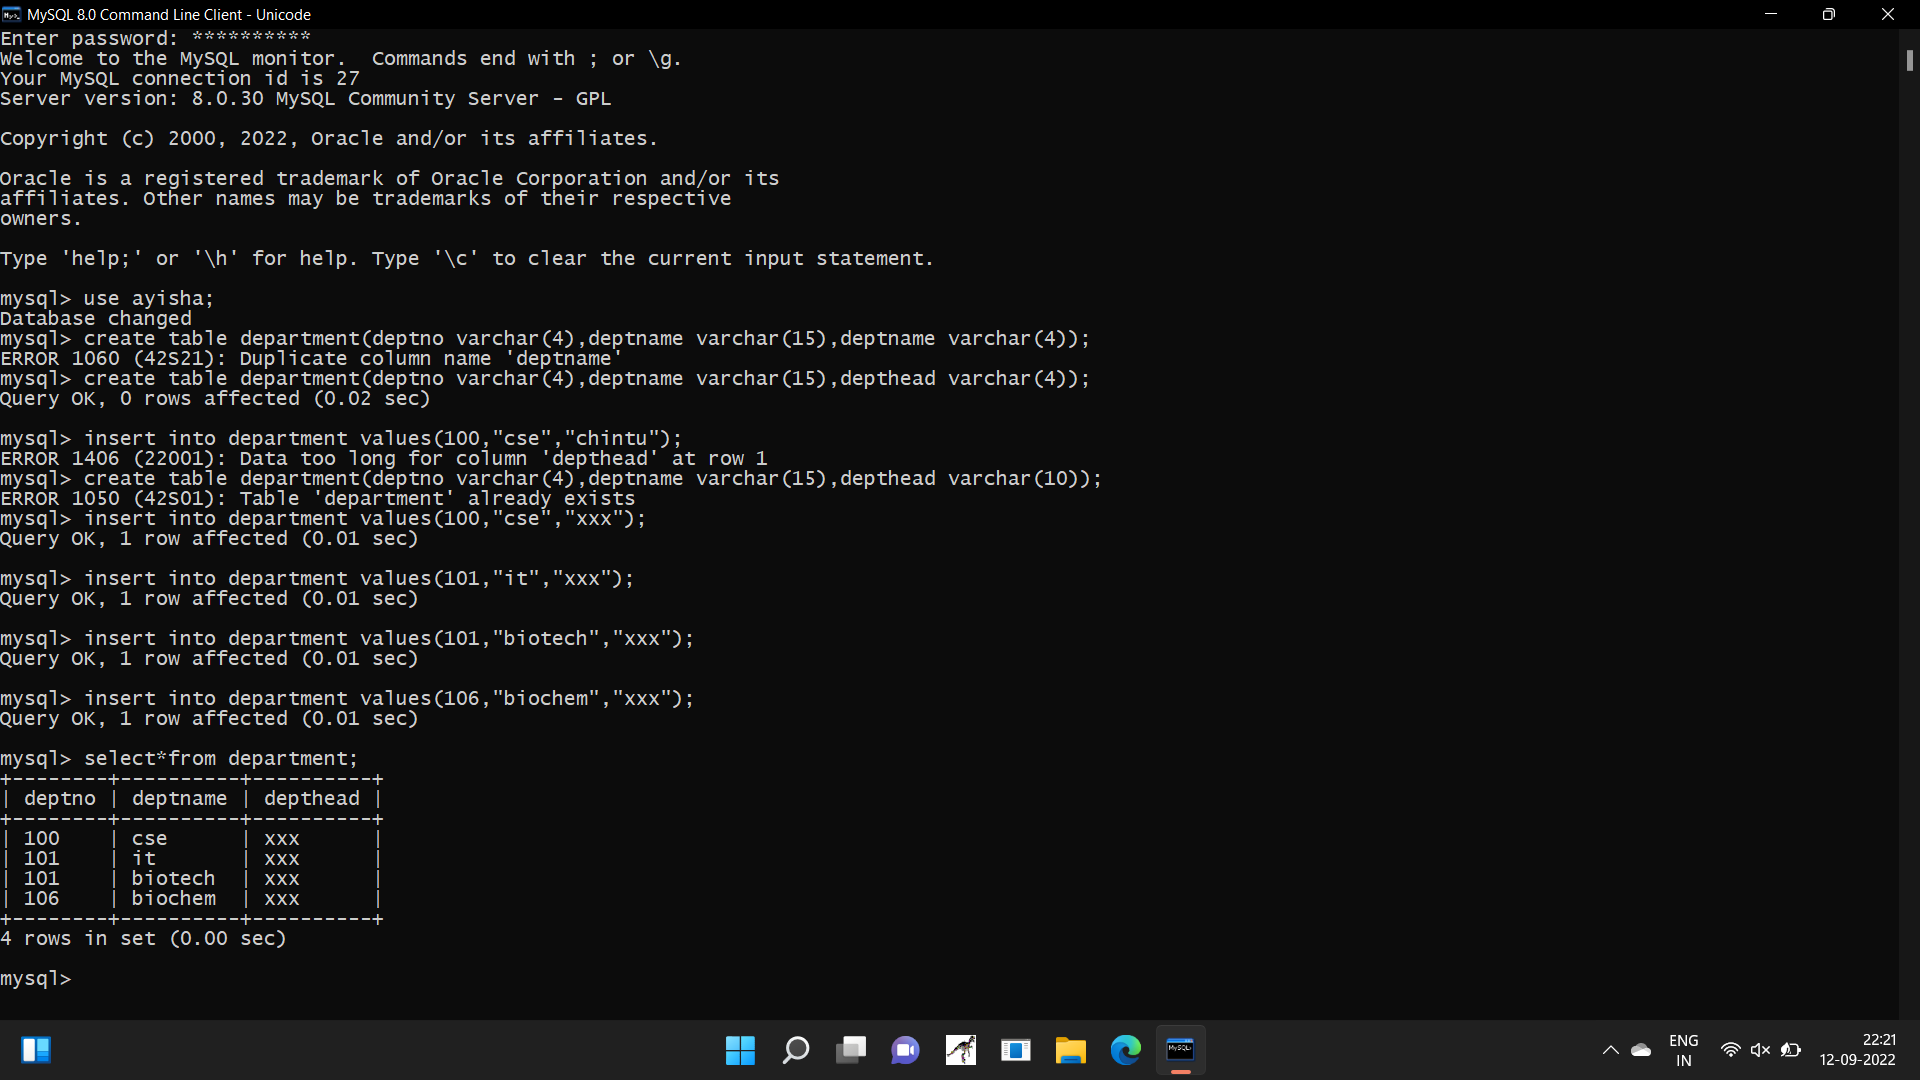 MySQL 8.0 Command Line Client - Unicode
Enter password: **********
Welcome to the MySQL monitor.  Commands end with ; or \g.
Your MySQL connection id is 27
Server version: 8.0.30 MySQL Community Server - GPL
Copyright (c) 2000, 2022, Oracle and/or its affiliates.
Oracle is a registered trademark of Oracle Corporation and/or its
affiliates. Other names may be trademarks of their respective
owners.
Type 'help;' or '\h' for help. Type '\c' to clear the current input statement.
mysql> use ayisha;
Database changed
mysql> create table department(deptno varchar(4),deptname varchar(15),deptname varchar(4));
ERROR 1060 (42S21): Duplicate column name 'deptname'
mysql> create table department(deptno varchar(4),deptname varchar(15),depthead varchar(4));
Query OK, 0 rows affected (0.02 sec)
mysql> insert into department values(100,"cse","chintu");
ERROR 1406 (22001): Data too long for column 'depthead' at row 1
mysql> create table department(deptno varchar(4),deptname varchar(15),depthead varchar(10));
ERROR 1050 (42S01): Table 'department' already exists
mysql> insert into department values(100,"cse","xxx");
Query OK, 1 row affected (0.01 sec)
mysql> insert into department values(101,"it","xxx");
Query OK, 1 row affected (0.01 sec)
mysql> insert into department values(101,"biotech","xxx");
Query OK, 1 row affected (0.01 sec)
mysql> insert into department values(106,"biochem","xxx");
Query OK, 1 row affected (0.01 sec)
mysql> select*from department;
+--------+----------+----------+
| deptno | deptname | depthead |
+--------+----------+----------+
| 100    | cse      | xxx      |
| 101    | it       | xxx      |
| 101    | biotech  | xxx      |
| 106    | biochem  | xxx      |
+--------+----------+----------+
4 rows in set (0.00 sec)
mysql>
MySQL
ENG
IN
22:21
12-09-2022